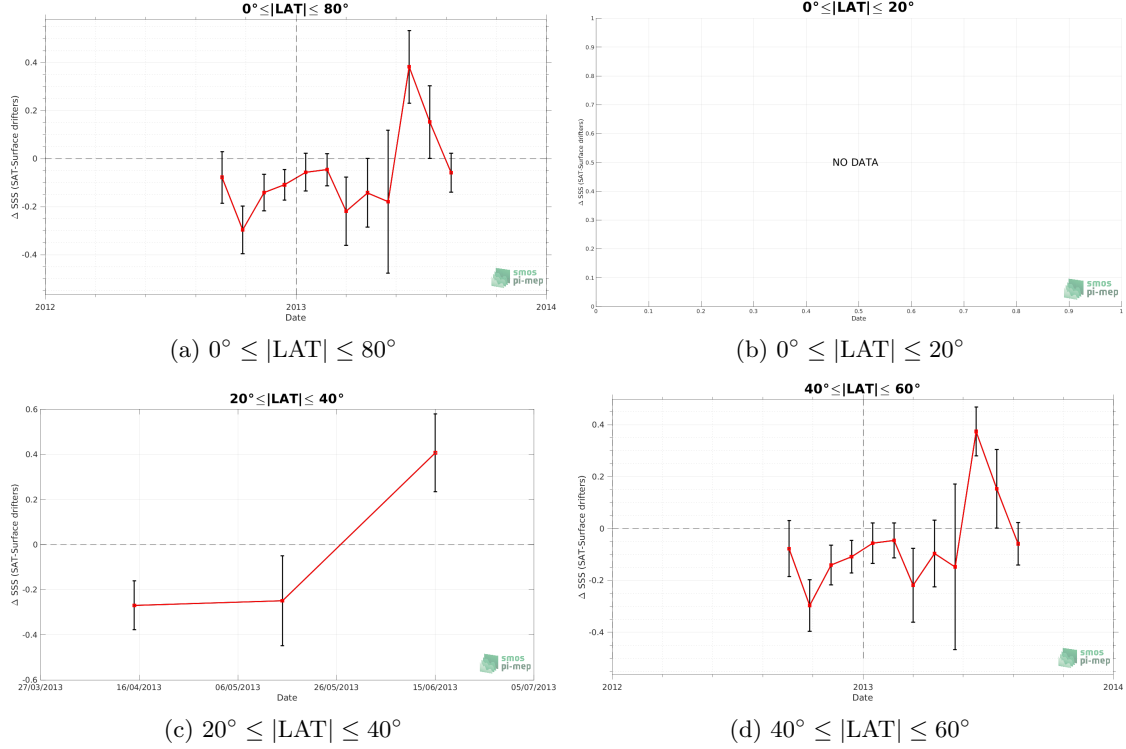 0°≤|LAT|≤ 80°
Δ SSS (SAT-Surface drifters)
0.4
0.2
0
-0.2
-0.4
2012
2013
2014
Date
smos
pi-mep
(a) 0° ≤ |LAT| ≤ 80°
0°≤|LAT|≤ 20°
Δ SSS (SAT-Surface drifters)
1
0.9
0.8
0.7
0.6
0.5
0.4
0.3
0.2
0.1
0
NO DATA
0
0.1
0.2
0.3
0.4
0.5
0.6
0.7
0.8
0.9
1
Date
smos
pi-mep
(b) 0° ≤ |LAT| ≤ 20°
20°≤|LAT|≤ 40°
Δ SSS (SAT-Surface drifters)
0.6
0.4
0.2
0
-0.2
-0.4
-0.6
27/03/2013
16/04/2013
06/05/2013
26/05/2013
15/06/2013
05/07/2013
Date
smos
pi-mep
(c) 20° ≤ |LAT| ≤ 40°
40°≤|LAT|≤ 60°
Δ SSS (SAT-Surface drifters)
0.4
0.2
0
-0.2
-0.4
2012
2013
2014
Date
smos
pi-mep
(d) 40° ≤ |LAT| ≤ 60°